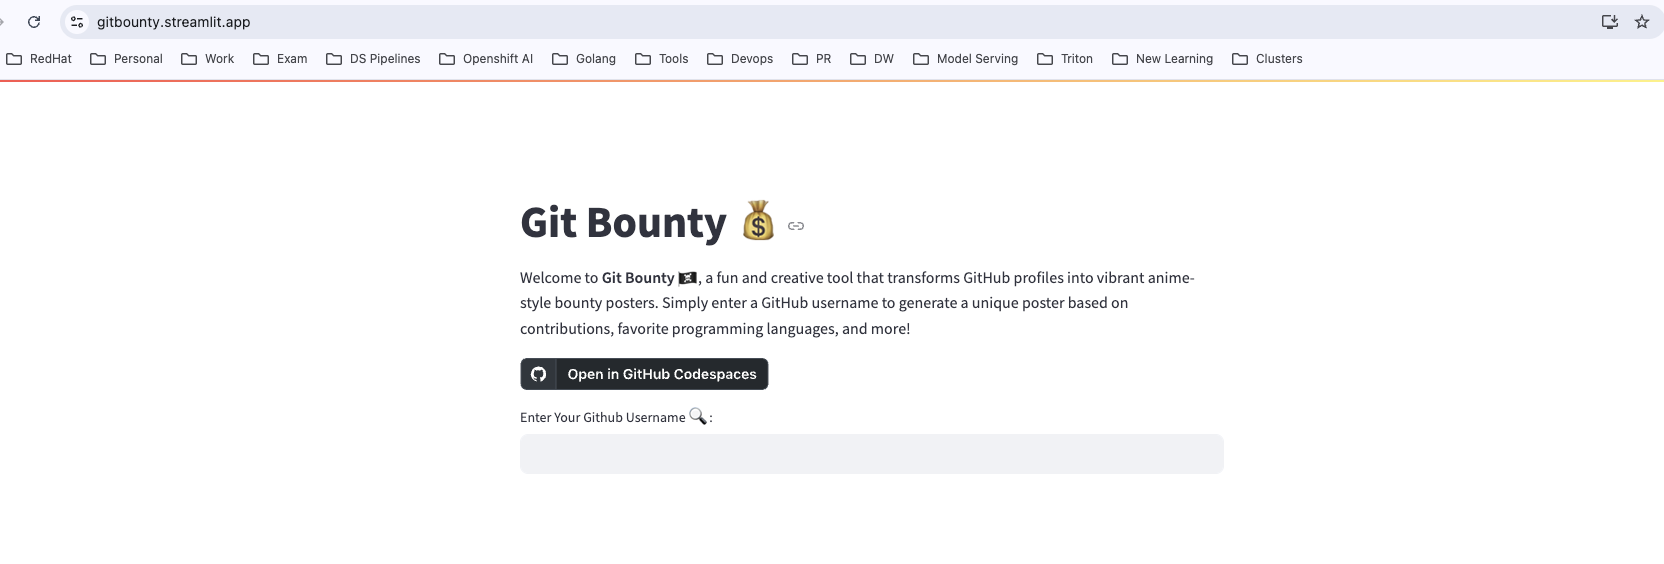 gitbounty.streamlit.app
RedHat Personal Work Exam DS Pipelines Openshift AI Golang Tools Devops PR DW Model Serving Triton New Learning Clusters
Git Bounty 💰
Welcome to Git Bounty 🏴‍☠️, a fun and creative tool that transforms GitHub profiles into vibrant anime-
style bounty posters. Simply enter a GitHub username to generate a unique poster based on
contributions, favorite programming languages, and more!
Open in GitHub Codespaces
Enter Your Github Username 🔍: